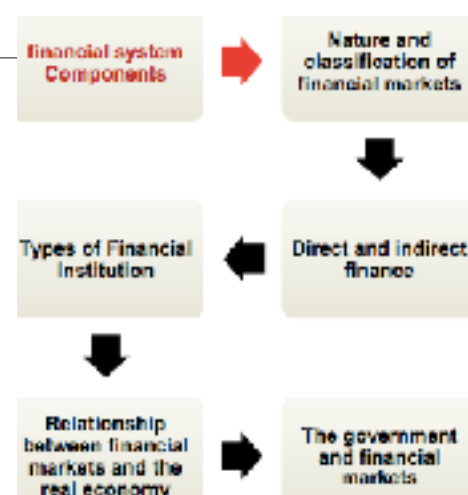 financial system
Components
Nature and
classification of
financial markets
Direct and indirect
finance
Types of Financial
Institution
Relationship
between financial
markets and the
real economy
The government
and financial
markets